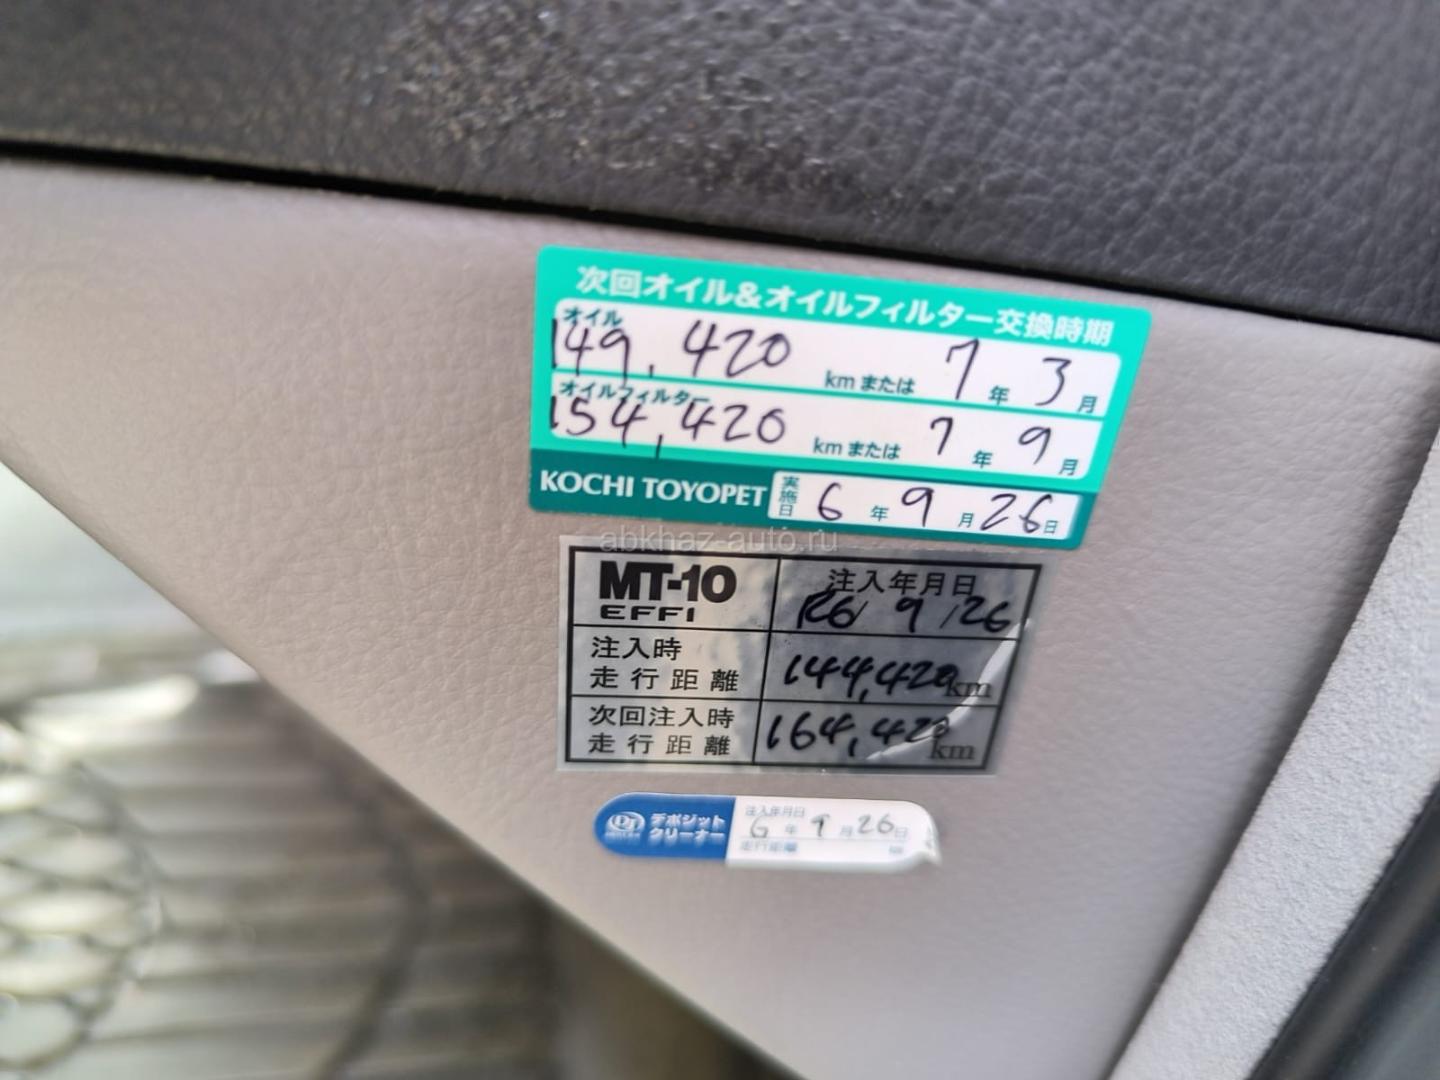 次回オイル&オイルフィルター交換時期
オイル
149,420 km または 7 年 3 月
オイルフィルター
154,420 km または 7 年 9 月
KOCHI TOYOPET 実施日 6 年 9 月 26 日
abkhaz-auto.ru
MT-10 EFFI 注入年月日 R6/9/26
注入時走行距離 144,420 km
次回注入時走行距離 164,420 km
デポジットクリーナー
注入年月日
6 年 9 月 26 日
走行距離 km